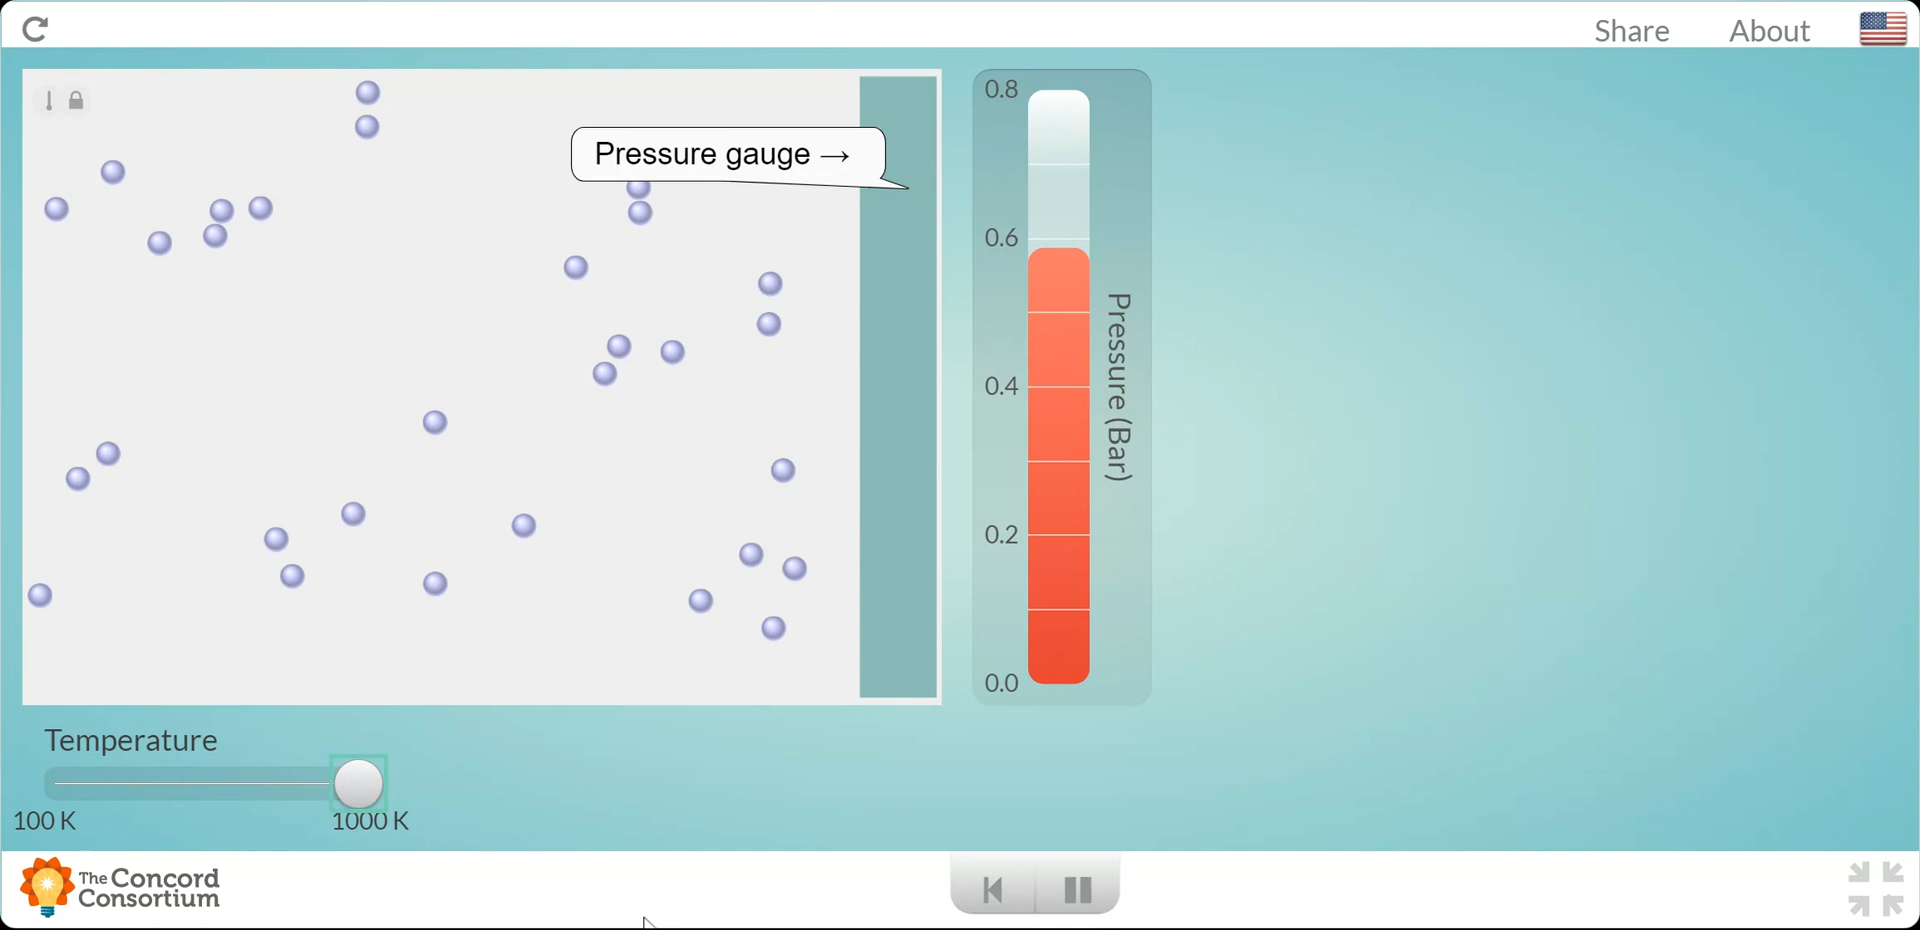 Share About
Pressure gauge →
0.8
0.6
0.4
0.2
0.0
Pressure (Bar)
Temperature
100 K 1000 K
The Concord
Consortium